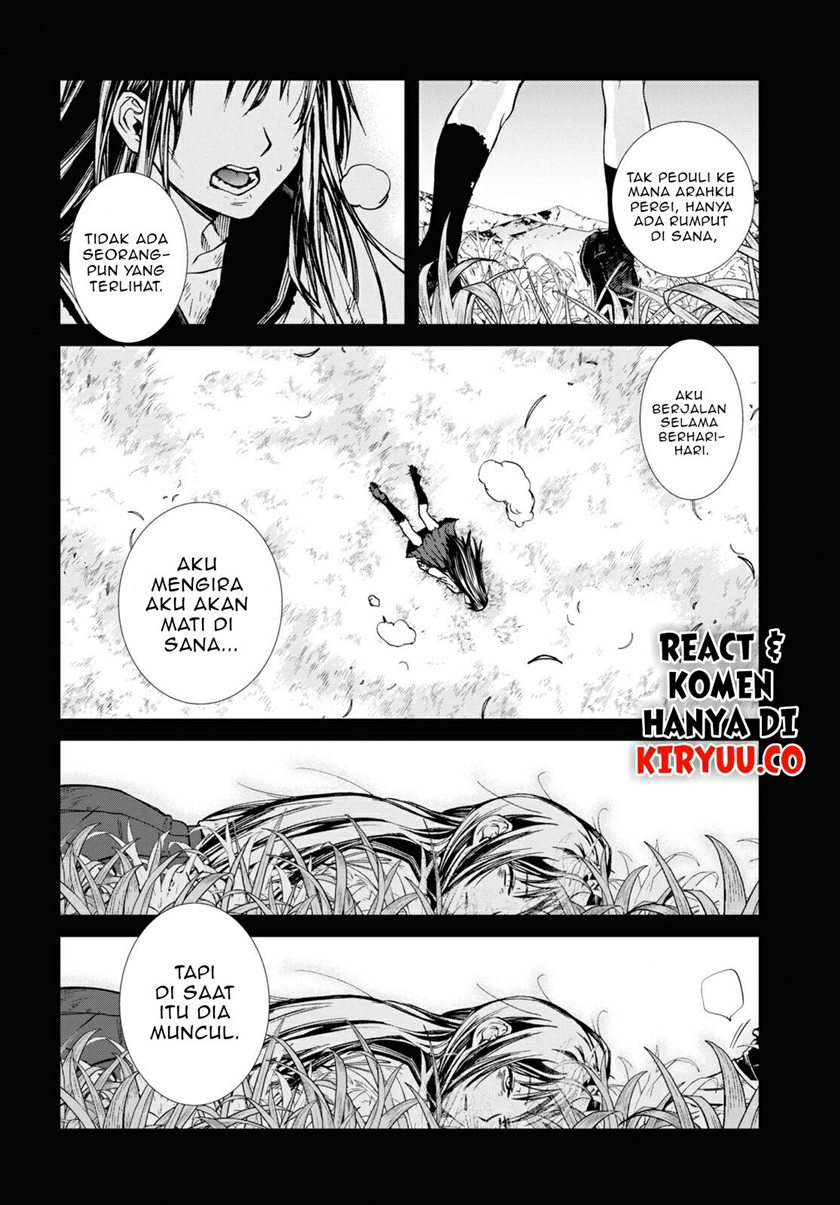 TAK PEDULI KE
MANA ARAHKU
PERGI, HANYA
ADA RUMPUT
DI SANA,
TIDAK ADA
SEORANG-
PUN YANG
TERLIHAT.
AKU
BERJALAN
SELAMA
BERHARI-
HARI.
AKU
MENGIRA
AKU AKAN
MATI DI
SANA...
REACT &
KOMEN
HANYA DI
KIRYUU.CO
TAPI
DI SAAT
ITU DIA
MUNCUL.